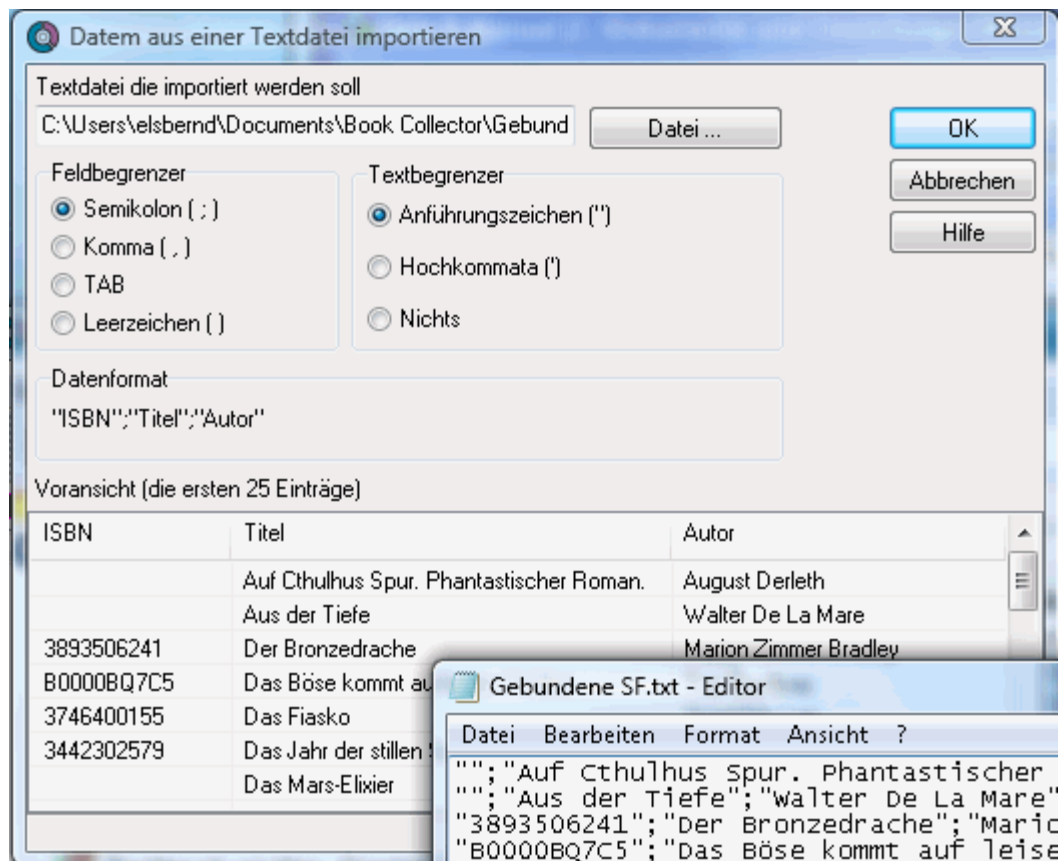 Datem aus einer Textdatei importieren
Textdatei die importiert werden soll
C:\Users\elsbernd\Documents\Book Collector\Gebund
Datei ...
OK
Abbrechen
Hilfe
Feldbegrenzer
Semikolon ( ; )
Komma ( , )
TAB
Leerzeichen ( )
Textbegrenzer
Anführungszeichen (")
Hochkommata (')
Nichts
Datenformat
"ISBN";"Titel";"Autor"
Voransicht (die ersten 25 Einträge)
ISBN Titel Autor
Auf Cthulhus Spur. Phantastischer Roman. August Derleth
Aus der Tiefe Walter De La Mare
3893506241 Der Bronzedrache Marion Zimmer Bradley
B0000BQ7C5 Das Böse kommt au
3746400155 Das Fiasko
3442302579 Das Jahr der stillen
Das Mars-Elixier
Gebundene SF.txt - Editor
Datei Bearbeiten Format Ansicht ?
"";"Auf Cthulhus Spur. Phantastischer
"";"Aus der Tiefe";"Walter De La Mare"
"3893506241";"Der Bronzedrache";"Mario
"B0000BQ7C5";"Das Böse kommt auf leise